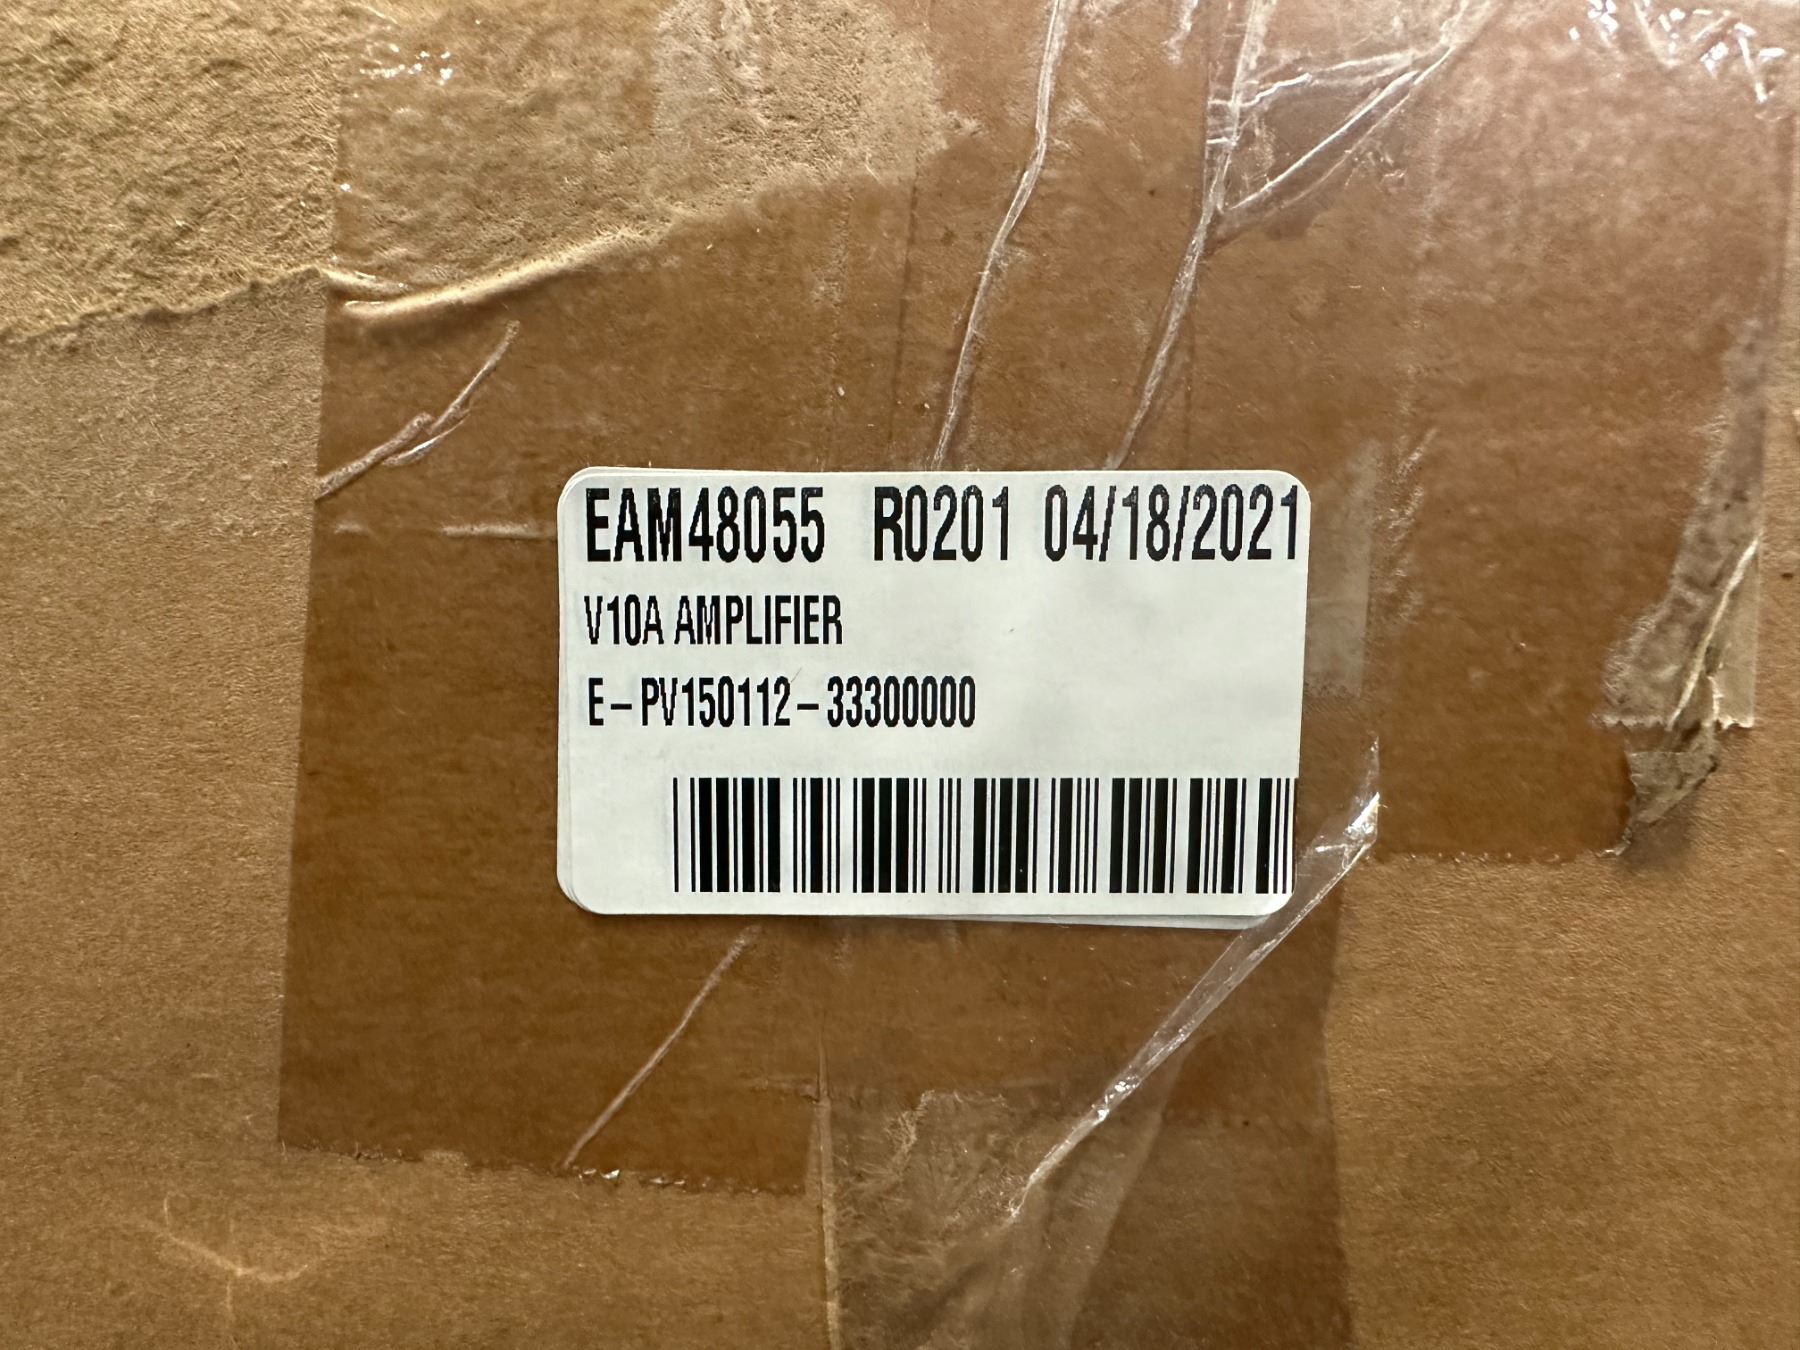 EAM48055 R0201 04/18/2021
V10A AMPLIFIER
E-PV150112-33300000